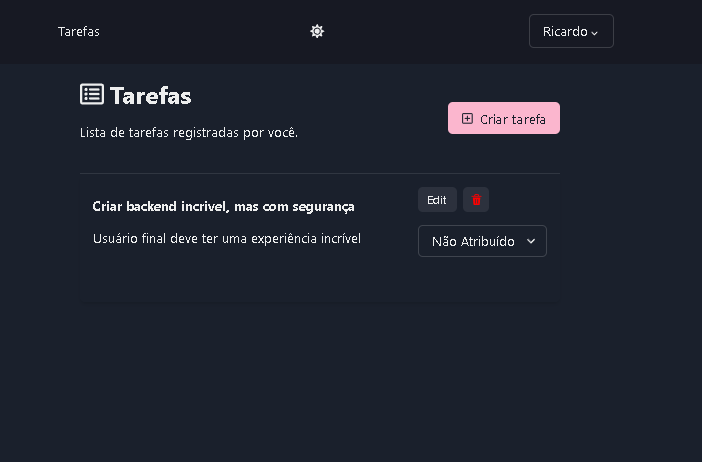 Tarefas
Ricardo
Tarefas
Criar tarefa
Lista de tarefas registradas por você.
Criar backend incrivel, mas com segurança
Edit
Usuário final deve ter uma experiência incrível
Não Atribuído